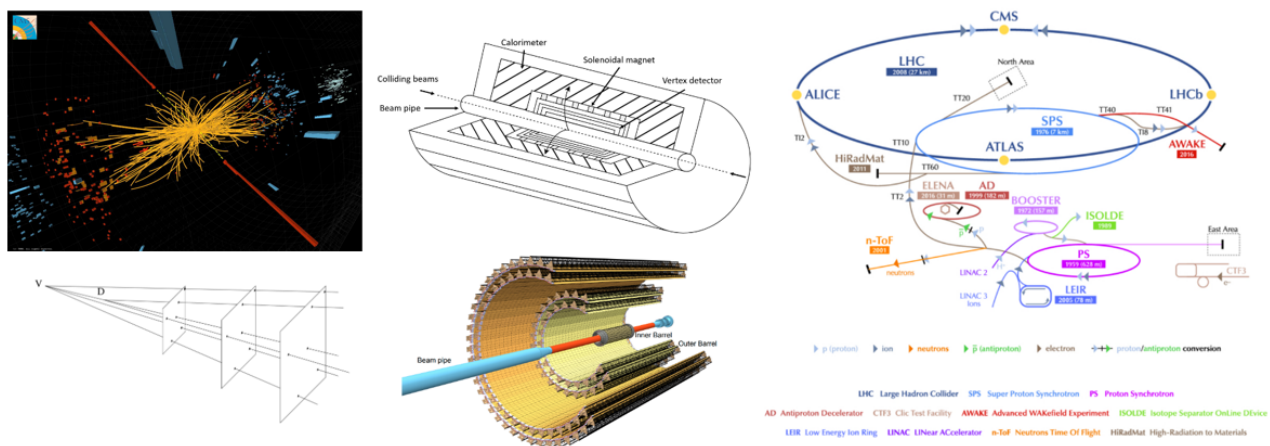 Calorimeter
Solenoidal magnet
Colliding beams
Vertex detector
Beam pipe
V
D
Beam pipe
Inner Barrel
Outer Barrel
CMS
LHC
2008 (27 km)
North Area
ALICE
LHCb
TT20
TT40
TT41
SPS
1976 (7 km)
TI2
TI8
TT10
ATLAS
AWAKE
2016
HiRadMat
2011
TT60
ELENA
2016 (31 m)
AD
1999 (182 m)
TT2
BOOSTER
1972 (157 m)
ISOLDE
1989
p
p̄
East Area
n-ToF
2001
PS
1959 (628 m)
neutrons
LINAC 2
H+
CTF3
e-
LINAC 3
Ions
LEIR
2005 (78 m)
p (proton) ion neutrons p̄ (antiproton) electron proton/antiproton conversion
LHC Large Hadron Collider SPS Super Proton Synchrotron PS Proton Synchrotron
AD Antiproton Decelerator CTF3 Clic Test Facility AWAKE Advanced WAKefield Experiment ISOLDE Isotope Separator OnLine DEvice
LEIR Low Energy Ion Ring LINAC LINear ACcelerator n-ToF Neutrons Time Of Flight HiRadMat High-Radiation to Materials